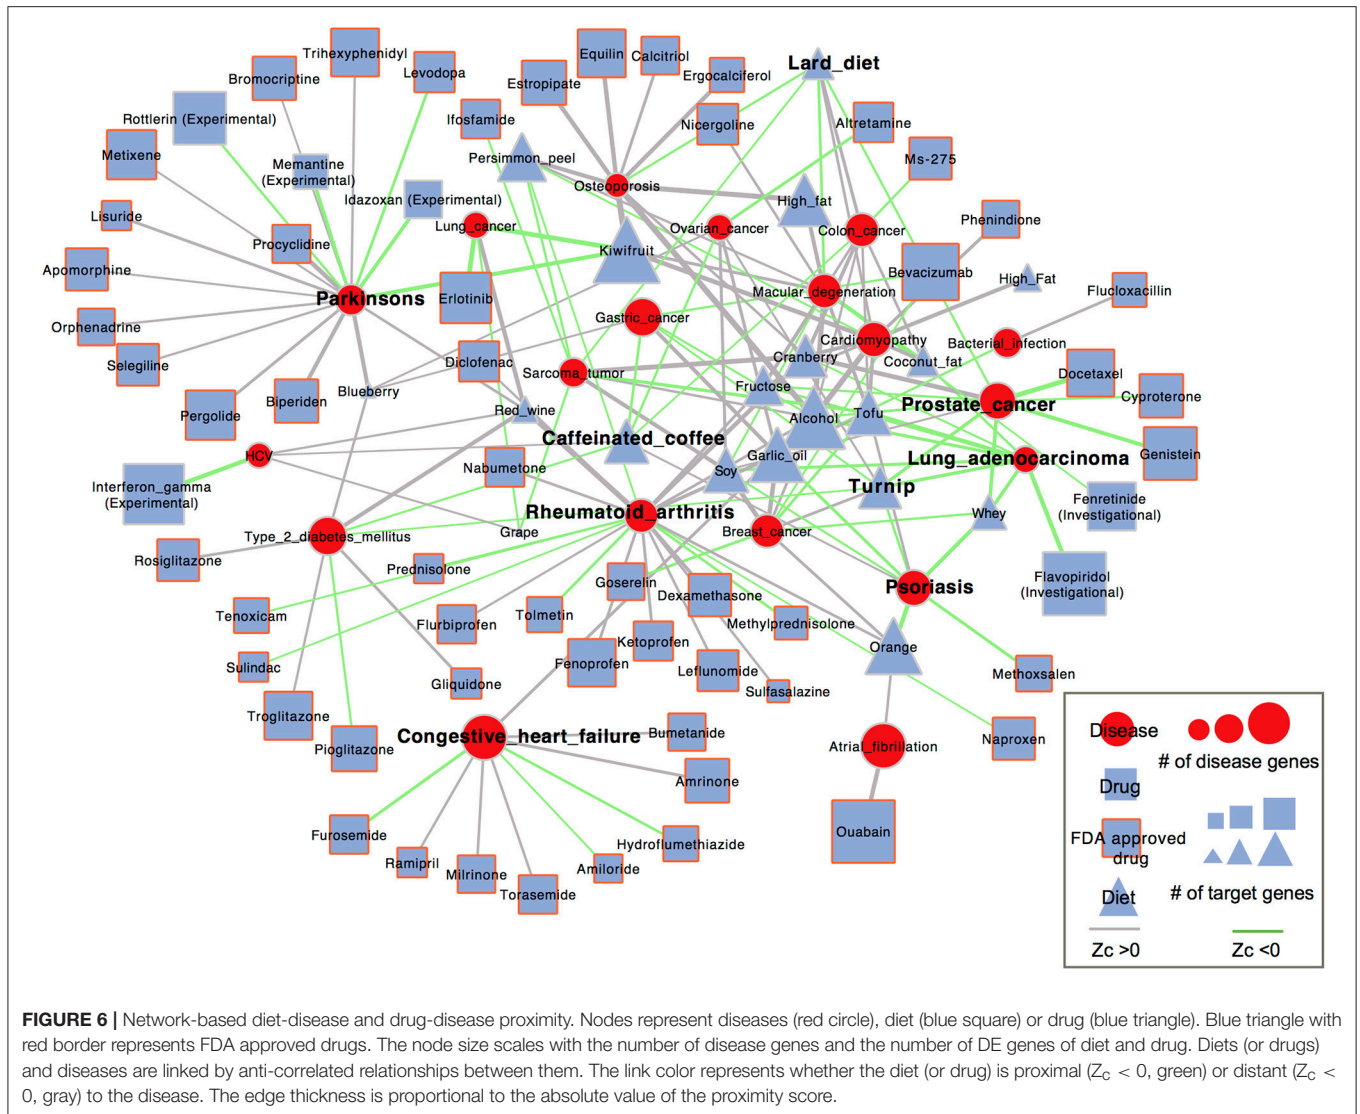 Trihexyphenidyl
Equilin
Calcitriol
Lard_diet
Bromocriptine
Levodopa
Estropipate
Ergocalciferol
Rottlerin (Experimental)
Ifosfamide
Nicergoline
Altretamine
Metixene
Memantine
(Experimental)
Persimmon_peel
Ms-275
Osteoporosis
Idazoxan (Experimental)
High_fat
Lisuride
Lung_cancer
Ovarian_cancer
Colon_cancer
Phenindione
Procyclidine
Kiwifruit
Apomorphine
Bevacizumab
High_Fat
Parkinsons
Erlotinib
Macular_degeneration
Flucloxacillin
Orphenadrine
Gastric_cancer
Cardiomyopathy
Bacterial_infection
Selegiline
Diclofenac
Sarcoma_tumor
Cranberry
Coconut_fat
Docetaxel
Blueberry
Fructose
Cyproterone
Pergolide
Biperiden
Red_wine
Alcohol
Tofu
Prostate_cancer
Caffeinated_coffee
HCV
Nabumetone
Garlic_oil
Lung_adenocarcinoma
Genistein
Interferon_gamma
(Experimental)
Soy
Turnip
Fenretinide
(Investigational)
Rheumatoid_arthritis
Whey
Type_2_diabetes_mellitus
Grape
Breast_cancer
Rosiglitazone
Prednisolone
Goserelin
Dexamethasone
Psoriasis
Flavopiridol
(Investigational)
Tenoxicam
Flurbiprofen
Tolmetin
Methylprednisolone
Ketoprofen
Orange
Sulindac
Gliquidone
Fenoprofen
Leflunomide
Sulfasalazine
Methoxsalen
Troglitazone
Pioglitazone
Congestive_heart_failure
Bumetanide
Atrial_fibrillation
Naproxen
Amrinone
Furosemide
Ramipril
Milrinone
Torasemide
Amiloride
Hydroflumethiazide
Ouabain
Disease
# of disease genes
Drug
FDA approved
drug
Diet
# of target genes
Zc >0
Zc <0
FIGURE 6 | Network-based diet-disease and drug-disease proximity. Nodes represent diseases (red circle), diet (blue square) or drug (blue triangle). Blue triangle with
red border represents FDA approved drugs. The node size scales with the number of disease genes and the number of DE genes of diet and drug. Diets (or drugs)
and diseases are linked by anti-correlated relationships between them. The link color represents whether the diet (or drug) is proximal (ZC < 0, green) or distant (ZC <
0, gray) to the disease. The edge thickness is proportional to the absolute value of the proximity score.